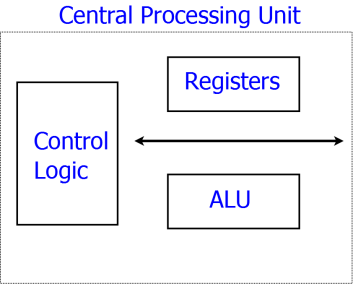 Central Processing Unit
Registers
Control
Logic
ALU